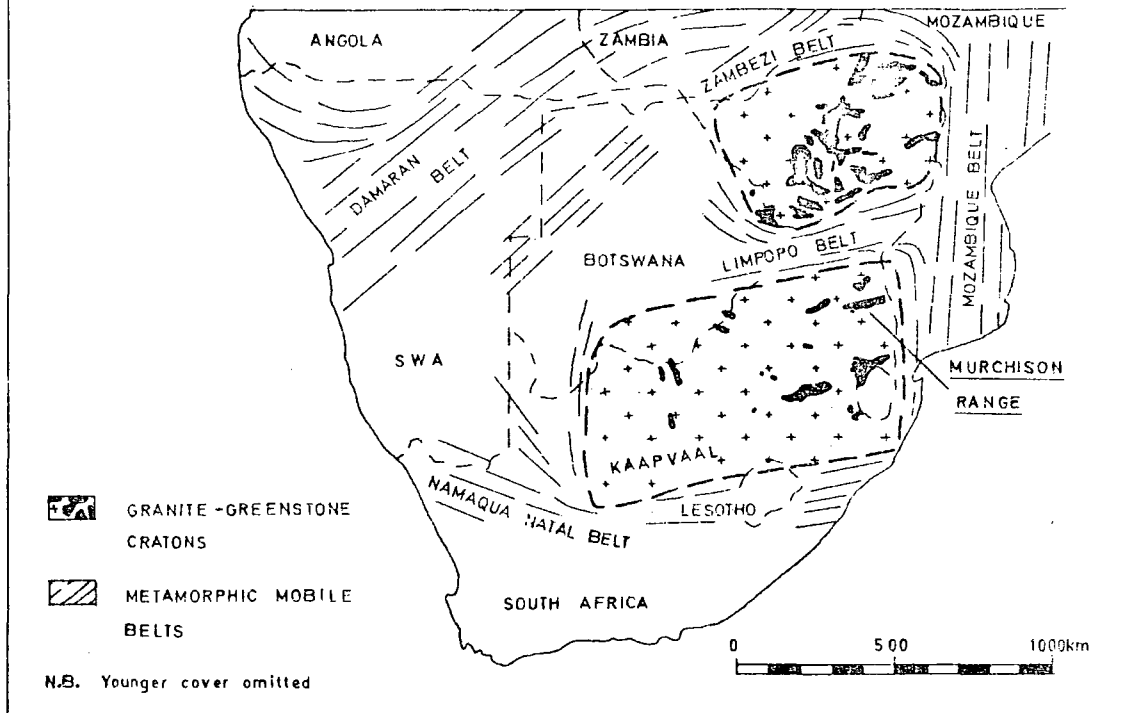 MOZAMBIQUE
ANGOLA
ZAMBIA
ZAMBEZI BELT
DAMARAN
BELT
MOZAMBIQUE BELT
BOTSWANA
LIMPOPO BELT
SWA
MURCHISON
RANGE
KAAPVAAL
NAMAQUA NATAL BELT
LESOTHO
SOUTH AFRICA
GRANITE-GREENSTONE
CRATONS
METAMORPHIC MOBILE
BELTS
N.B. Younger cover omitted
0 500 1000km